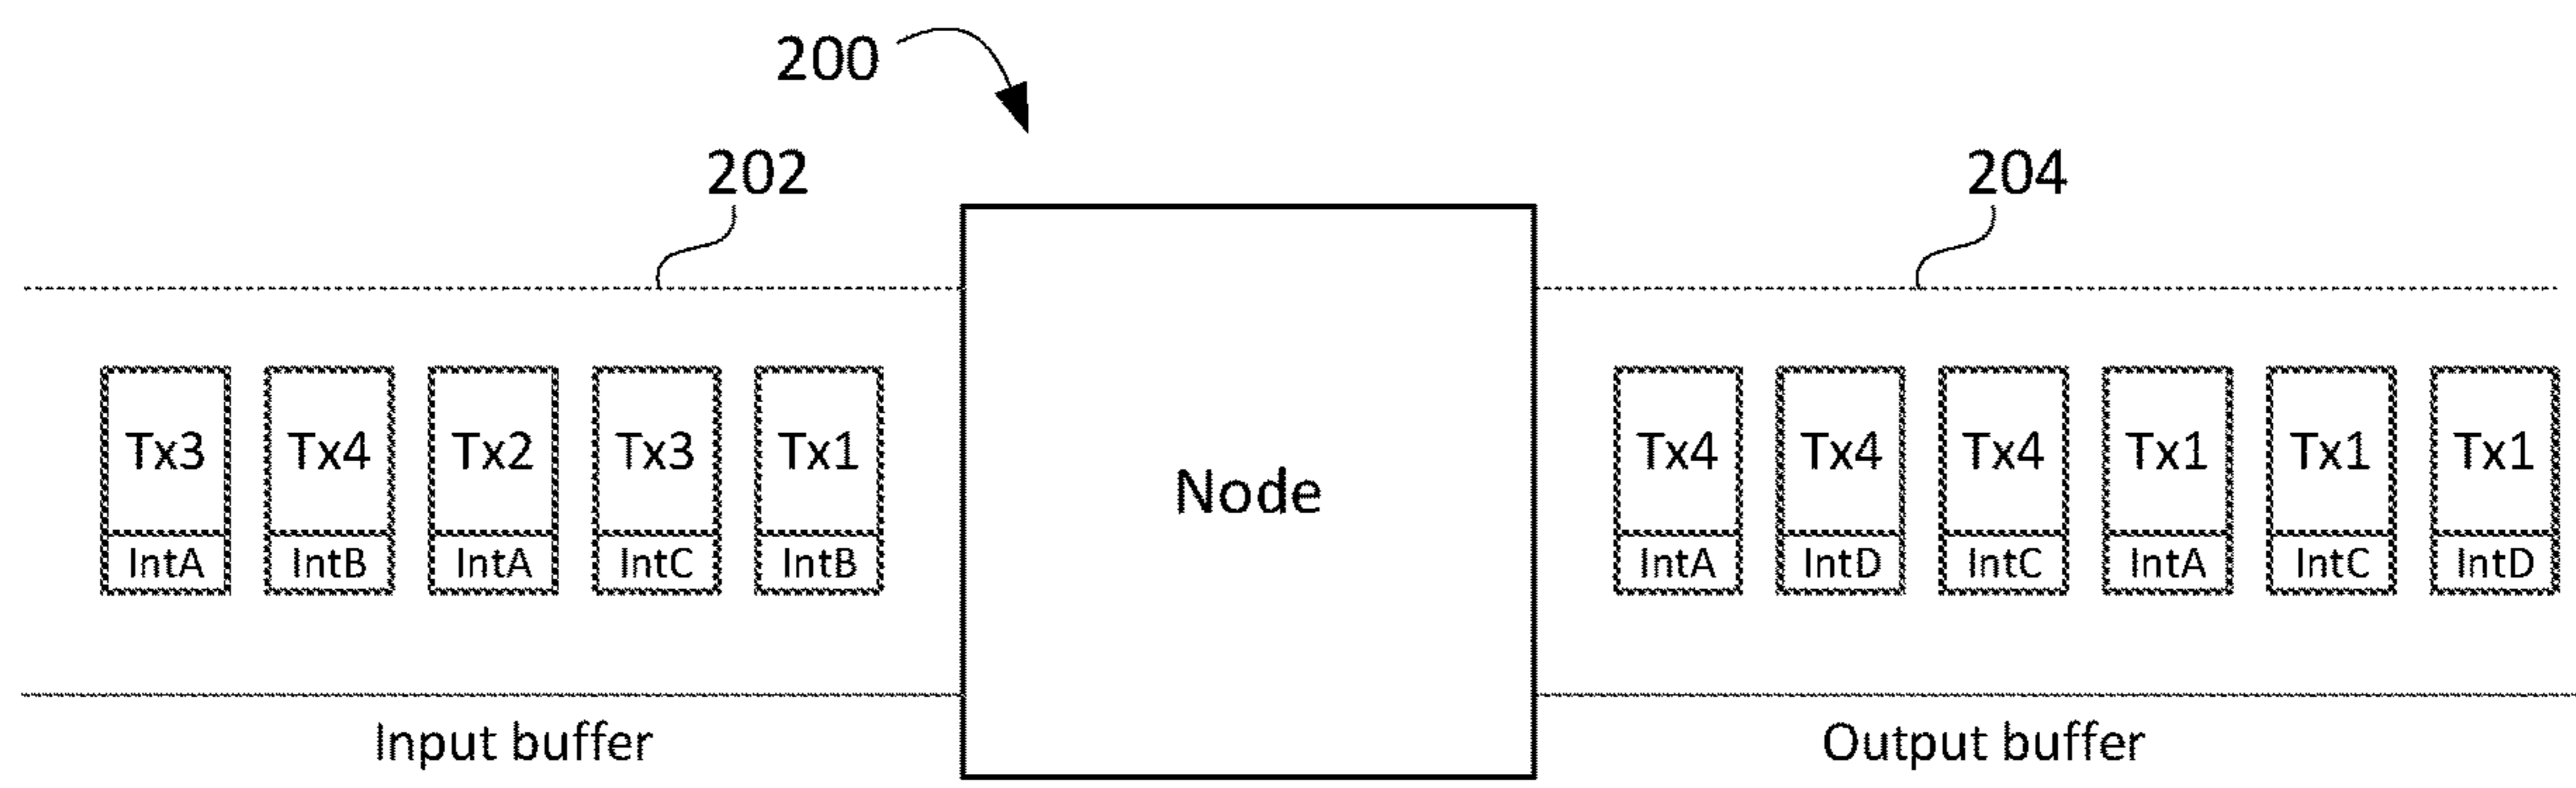 200
202
204
Tx3 Tx4 Tx2 Tx3 Tx1
IntA IntB IntA IntC IntB
Node
Tx4 Tx4 Tx4 Tx1 Tx1 Tx1
IntA IntD IntC IntA IntC IntD
Input buffer
Output buffer